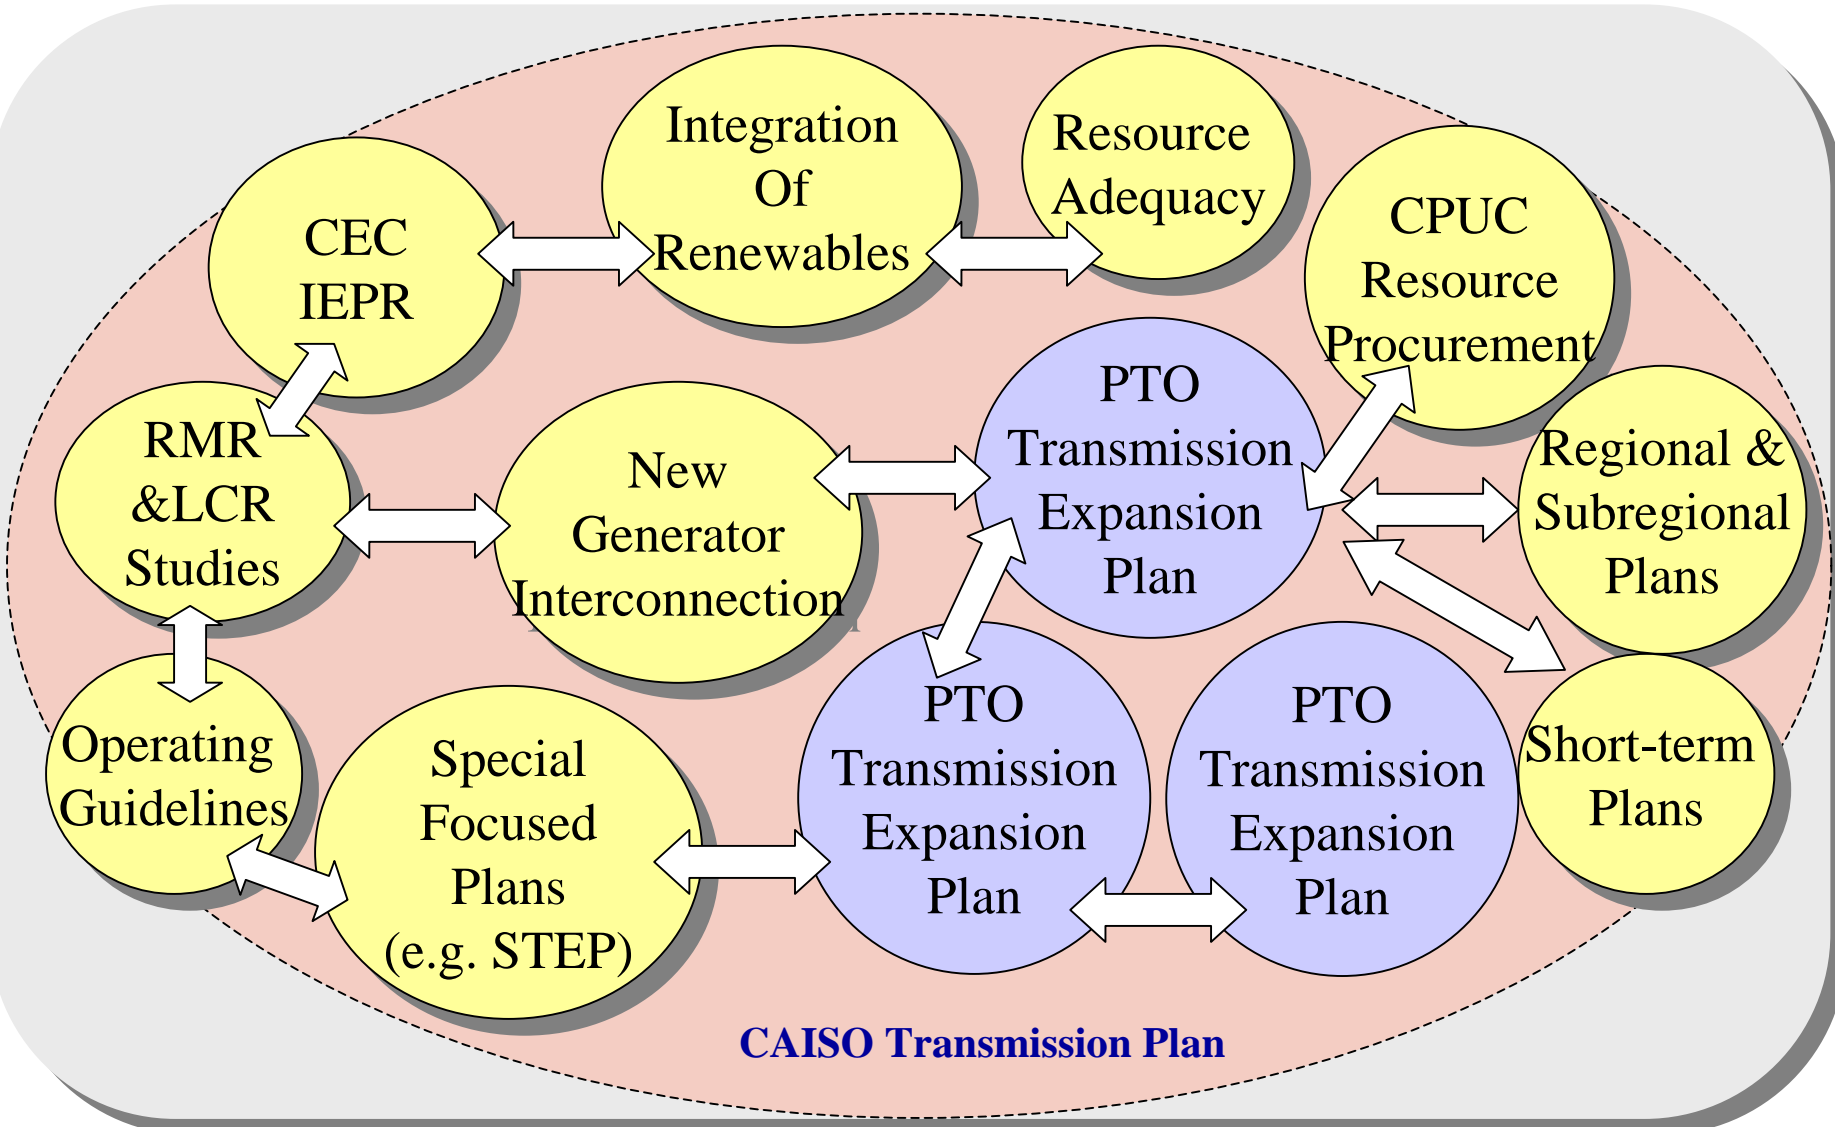 Integration
Of
Renewables
Resource
Adequacy
CEC
IEPR
CPUC
Resource
Procurement
RMR
&LCR
Studies
New
Generator
Interconnection
PTO
Transmission
Expansion
Plan
Regional &
Subregional
Plans
Operating
Guidelines
Special
Focused
Plans
(e.g. STEP)
PTO
Transmission
Expansion
Plan
PTO
Transmission
Expansion
Plan
Short-term
Plans
CAISO Transmission Plan